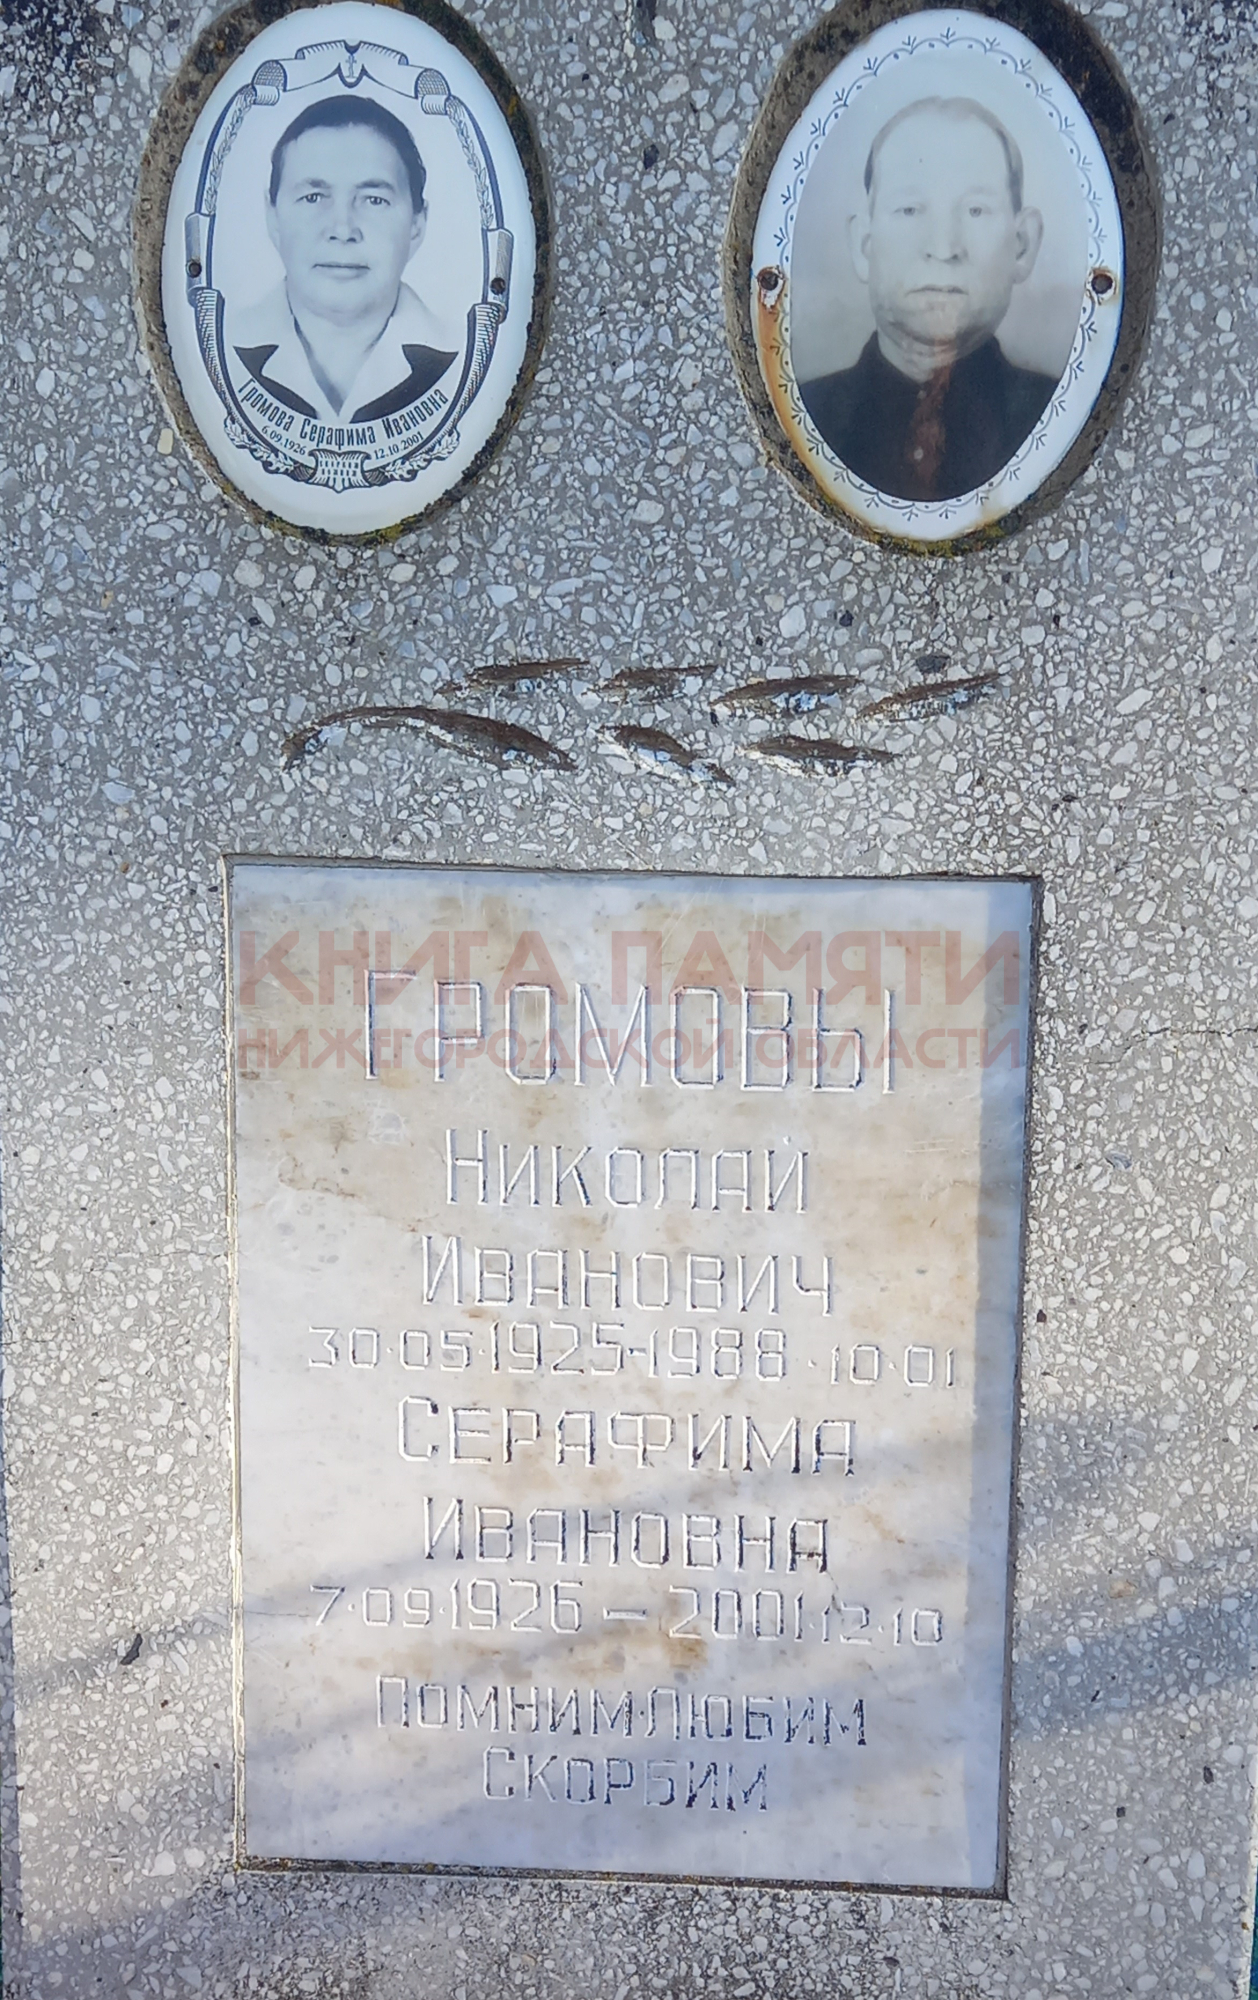 Громова Серафима Ивановна
6.09.1926 12.10.2001
КНИГА ПАМЯТИ
НИЖЕГОРОДСКОЙ ОБЛАСТИ
ГРОМОВЫ
НИКОЛАЙ
ИВАНОВИЧ
30·05·1925-1988·10·01
СЕРАФИМА
ИВАНОВНА
7·09·1926 – 2001·12·10
ПОМНИМ·ЛЮБИМ
СКОРБИМ